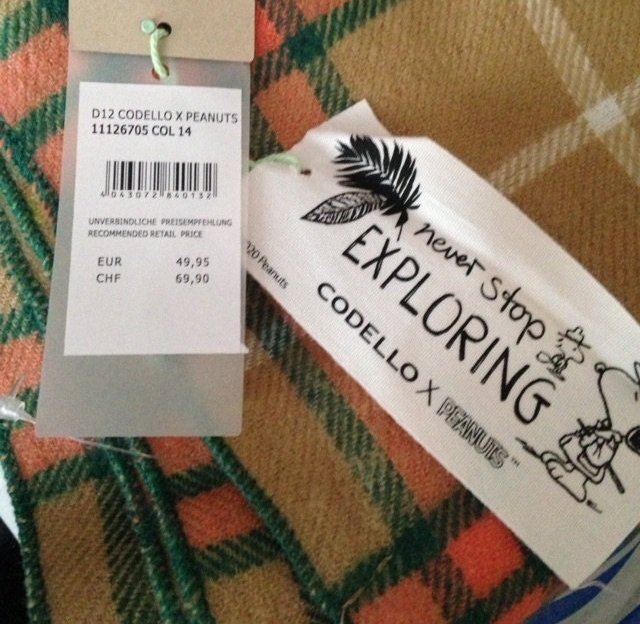 D12 CODELLO X PEANUTS
11126705 COL 14
4 043072 840132
UNVERBINDLICHE PREISEMPFEHLUNG
RECOMMENDED RETAIL PRICE
EUR 49,95
CHF 69,90
never stop
EXPLORING
CODELLO X PEANUTS™
Peanuts